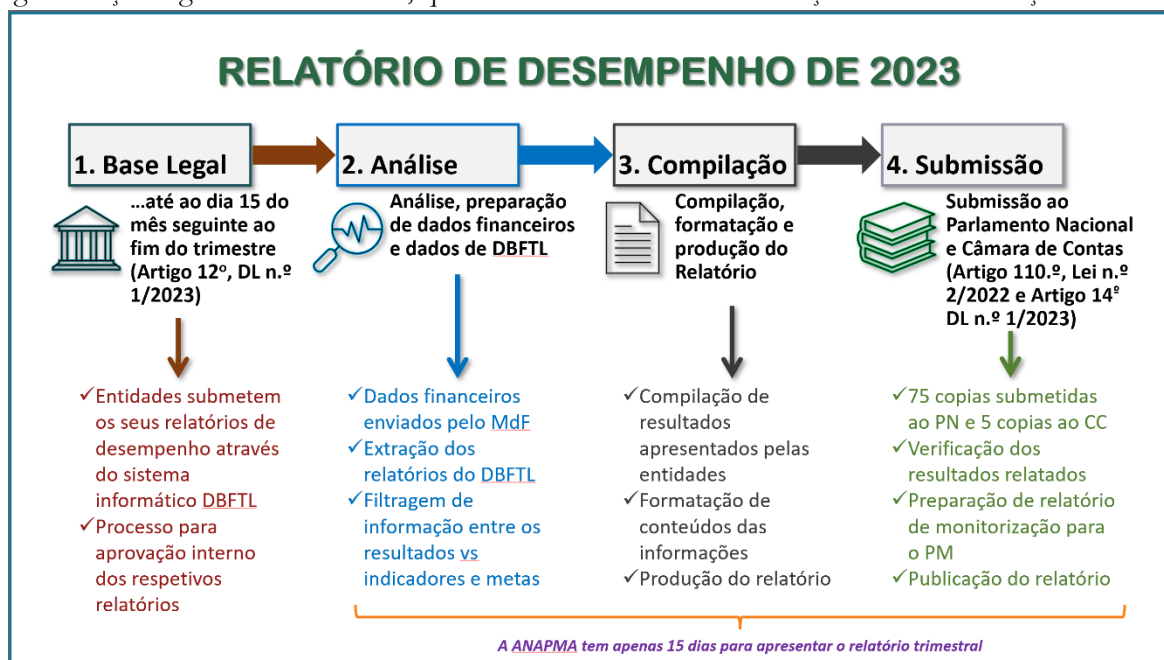 RELATÓRIO DE DESEMPENHO DE 2023
1. Base Legal
...até ao dia 15 do
mês seguinte ao
fim do trimestre
(Artigo 12º, DL n.º
1/2023)
✓Entidades submetem
os seus relatórios de
desempenho através
do sistema
informático DBFTL
✓Processo para
aprovação interno
dos respetivos
relatórios
2. Análise
Análise, preparação
de dados financeiros
e dados de DBFTL
✓Dados financeiros
enviados pelo MdF
✓Extração dos
relatórios do DBFTL
✓Filtragem de
informação entre os
resultados vs
indicadores e metas
3. Compilação
Compilação,
formatação e
produção do
Relatório
✓Compilação de
resultados
apresentados pelas
entidades
✓Formatação de
conteúdos das
informações
✓Produção do relatório
4. Submissão
Submissão ao
Parlamento Nacional
e Câmara de Contas
(Artigo 110.º, Lei n.º
2/2022 e Artigo 14º
DL n.º 1/2023)
✓75 copias submetidas
ao PN e 5 copias ao CC
✓Verificação dos
resultados relatados
✓Preparação de relatório
de monitorização para
o PM
✓Publicação do relatório
A ANAPMA tem apenas 15 dias para apresentar o relatório trimestral